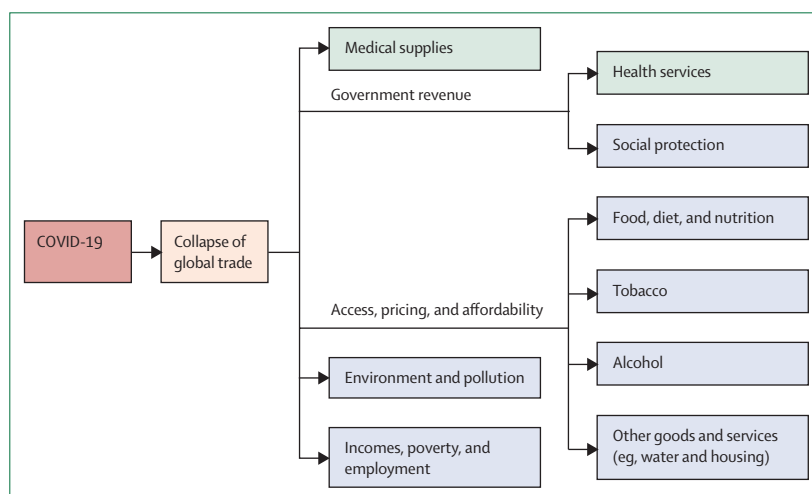 Medical supplies
Government revenue
Health services
Social protection
COVID-19
Collapse of
global trade
Food, diet, and nutrition
Access, pricing, and affordability
Tobacco
Environment and pollution
Alcohol
Incomes, poverty, and
employment
Other goods and services
(eg, water and housing)